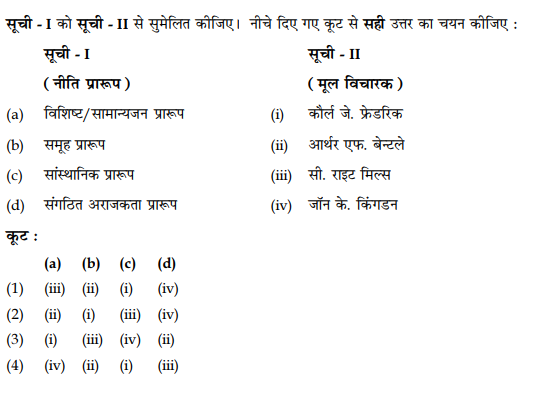 सूची - I को सूची - II से सुमेलित कीजिए। नीचे दिए गए कूट से सही उत्तर का चयन कीजिए :
सूची - I सूची - II
( नीति प्रारूप ) ( मूल विचारक )
(a) विशिष्ट/सामान्यजन प्रारूप (i) कौर्ल जे. फ्रेडरिक
(b) समूह प्रारूप (ii) आर्थर एफ. बेन्टले
(c) सांस्थानिक प्रारूप (iii) सी. राइट मिल्स
(d) संगठित अराजकता प्रारूप (iv) जॉन के. किंगडन
कूट :
(a) (b) (c) (d)
(1) (iii) (ii) (i) (iv)
(2) (ii) (i) (iii) (iv)
(3) (i) (iii) (iv) (ii)
(4) (iv) (ii) (i) (iii)